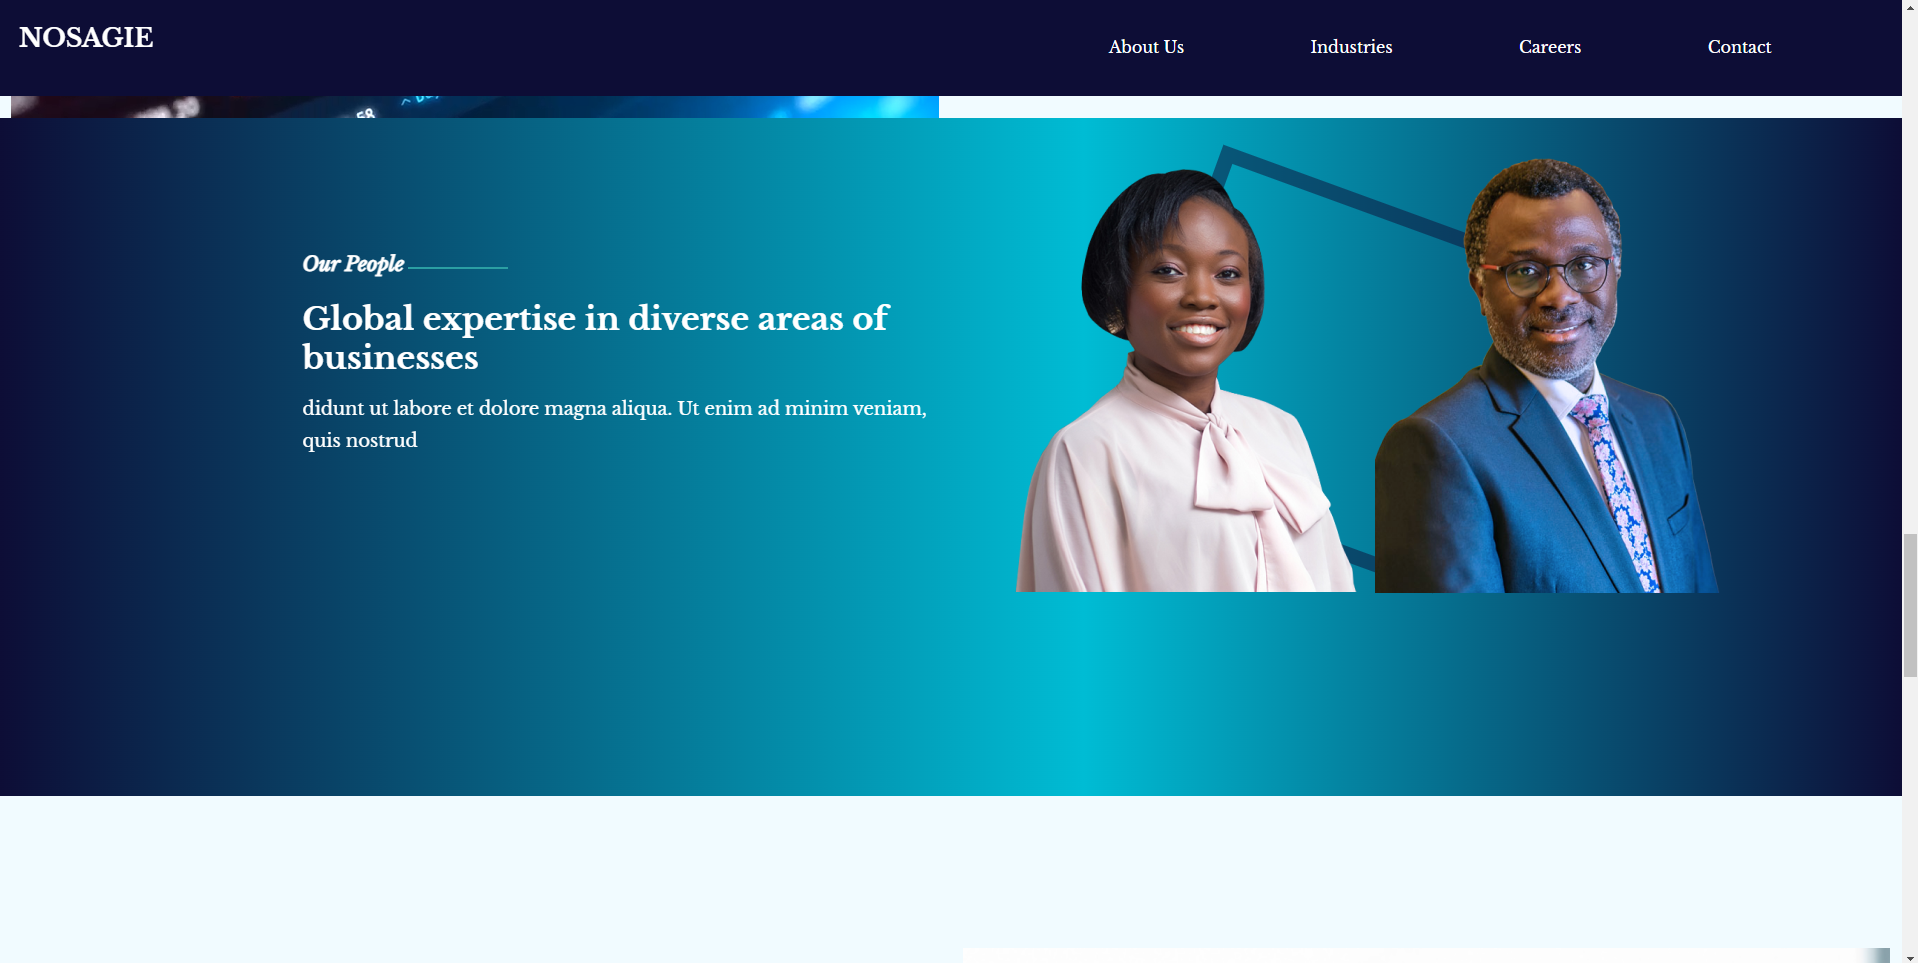 NOSAGIE
About Us Industries Careers Contact
Our People
Global expertise in diverse areas of
businesses
didunt ut labore et dolore magna aliqua. Ut enim ad minim veniam,
quis nostrud